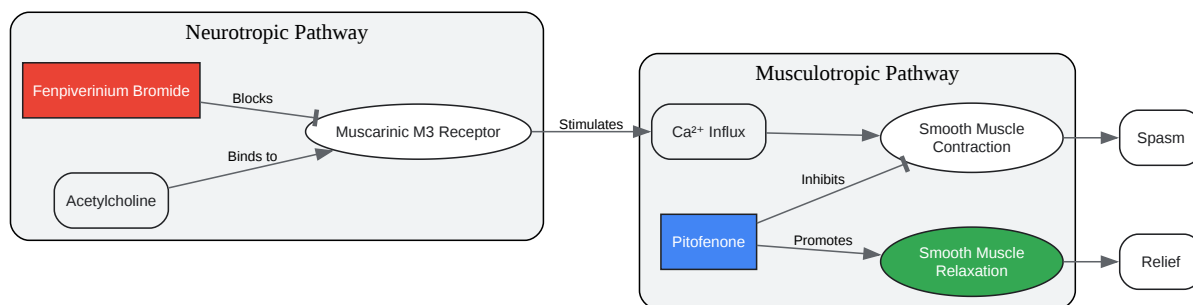 Neurotropic Pathway
Fenpiverinium Bromide
Blocks
Muscarinic M3 Receptor
Binds to
Acetylcholine
Stimulates
Musculotropic Pathway
Ca²⁺ Influx
Smooth Muscle
Contraction
Spasm
Inhibits
Pitofenone
Promotes
Smooth Muscle
Relaxation
Relief